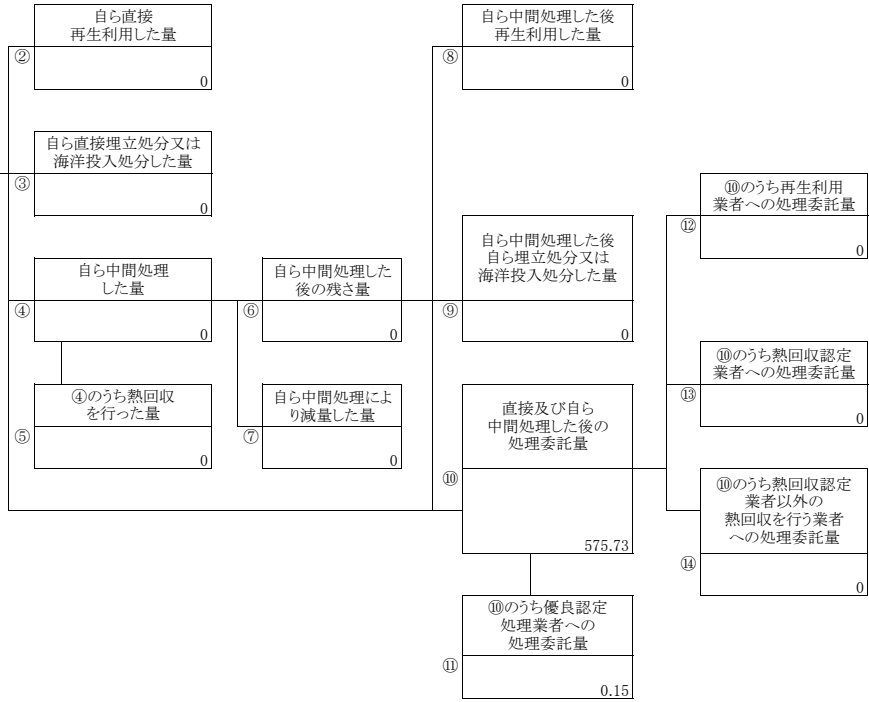 自ら直接
再生利用した量
②
0
自ら直接埋立処分又は
海洋投入処分した量
③
0
自ら中間処理
した量
④
0
④のうち熱回収
を行った量
⑤
0
自ら中間処理した
後の残さ量
⑥
0
自ら中間処理によ
り減量した量
⑦
0
自ら中間処理した後
再生利用した量
⑧
0
自ら中間処理した後
自ら埋立処分又は
海洋投入処分した量
⑨
0
直接及び自ら
中間処理した後の
処理委託量
⑩
575.73
⑩のうち優良認定
処理業者への
処理委託量
⑪
0.15
⑩のうち再生利用
業者への処理委託量
⑫
0
⑩のうち熱回収認定
業者への処理委託量
⑬
0
⑩のうち熱回収認定
業者以外の
熱回収を行う業者
への処理委託量
⑭
0